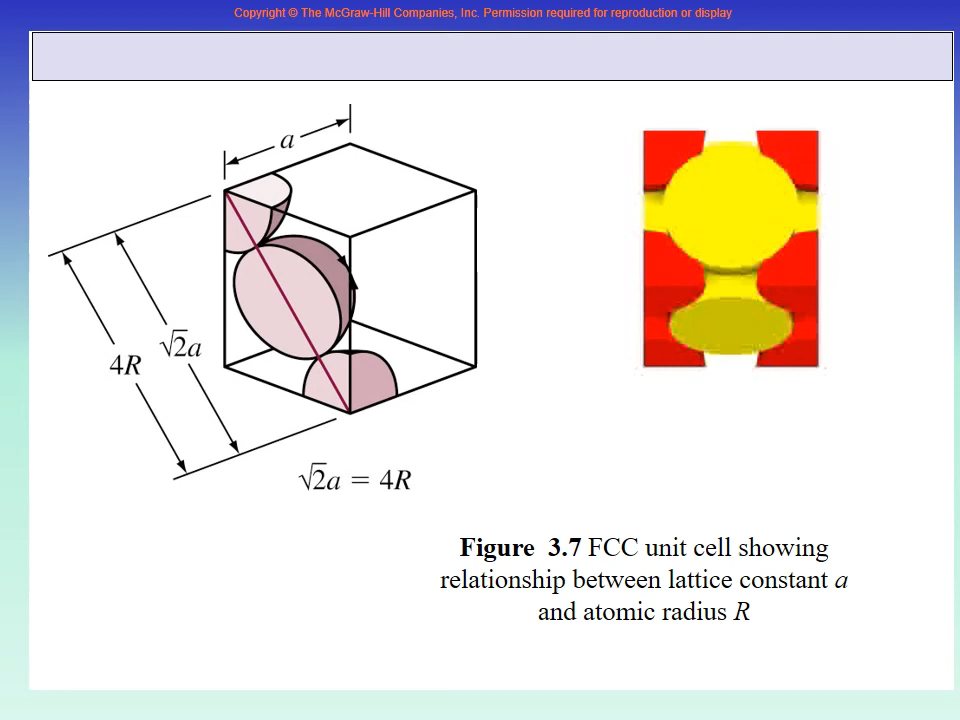 Copyright © The McGraw-Hill Companies, Inc. Permission required for reproduction or display
a
√2a
4R
√2a = 4R
Figure 3.7 FCC unit cell showing
relationship between lattice constant a
and atomic radius R